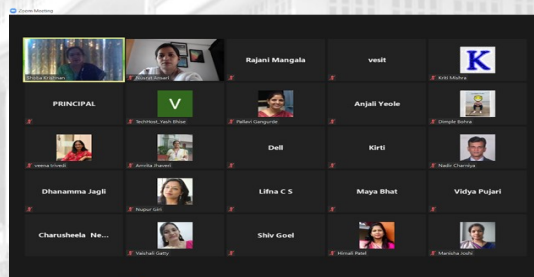 Zoom Meeting
Rajani Mangala
vesit
K
Kriti Mishra
PRINCIPAL
V
TechHost_Yash Bhise
Pallavi Gangurde
Anjali Yeole
Dimple Bohra
veena trivedi
Amrita Jhaveri
Dell
Kirti
Nadir Charniya
Dhanamma Jagli
Nupur Giri
Lifna C S
Maya Bhat
Vidya Pujari
Charusheela Ne...
Vaishali Gatty
Shiv Goel
Himali Patel
Manisha Joshi